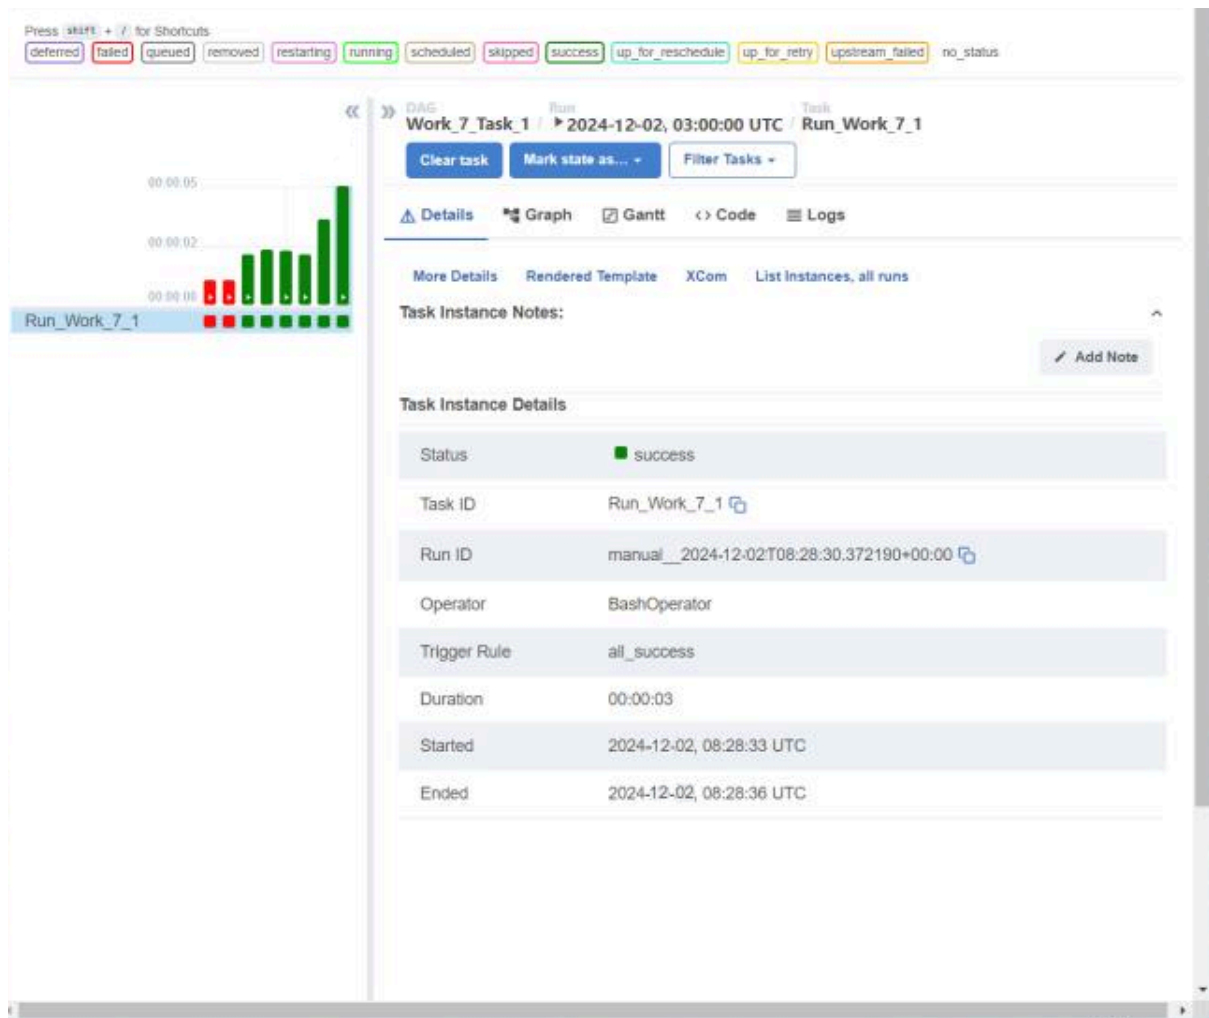 Press shift + / for Shortcuts
deferred failed queued removed restarting running scheduled skipped success up_for_reschedule up_for_retry upstream_failed no_status
DAG Run Task
Work_7_Task_1 / 2024-12-02, 03:00:00 UTC / Run_Work_7_1
Clear task Mark state as... Filter Tasks
00:00:05
Details Graph Gantt <> Code Logs
00:00:02
More Details Rendered Template XCom List Instances, all runs
00:00:00
Task Instance Notes:
Run_Work_7_1
Add Note
Task Instance Details
Status success
Task ID Run_Work_7_1
Run ID manual__2024-12-02T08:28:30.372190+00:00
Operator BashOperator
Trigger Rule all_success
Duration 00:00:03
Started 2024-12-02, 08:28:33 UTC
Ended 2024-12-02, 08:28:36 UTC